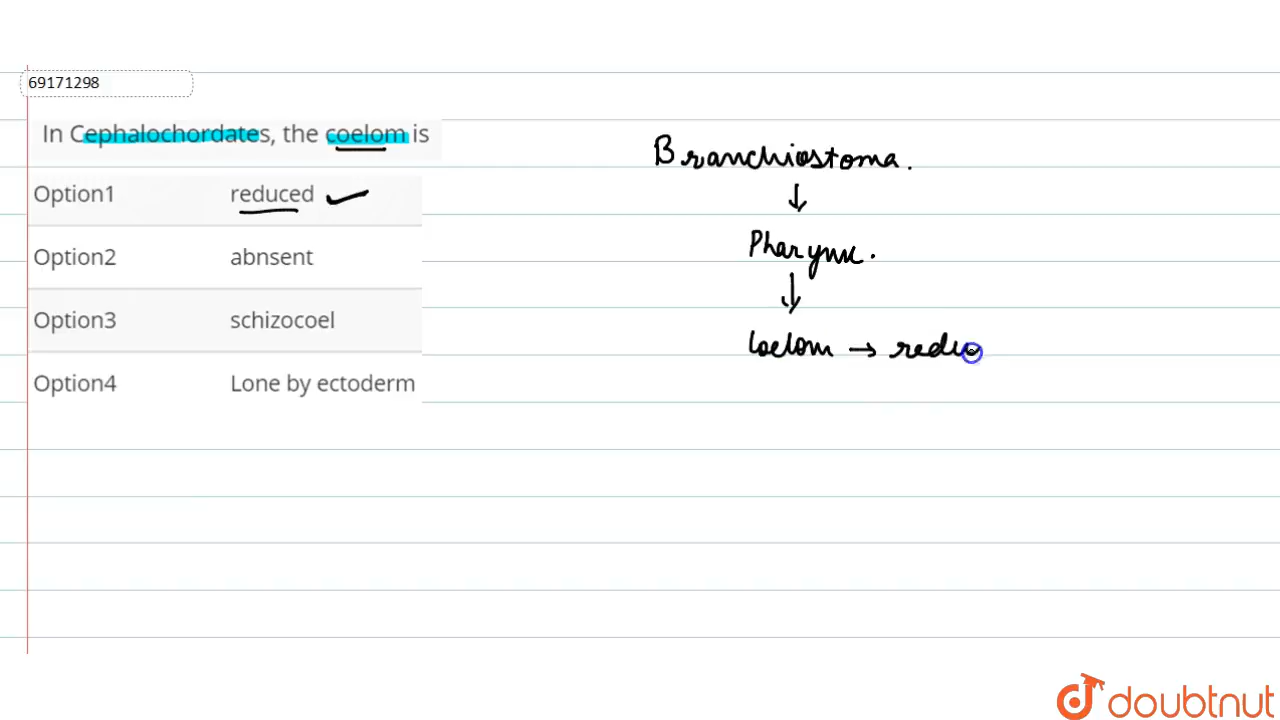 69171298
In Cephalochordates, the coelom is
Option1 reduced
Option2 abnsent
Option3 schizocoel
Option4 Lone by ectoderm
Branchiostoma.
Pharynx.
Coelom → redu
doubtnut